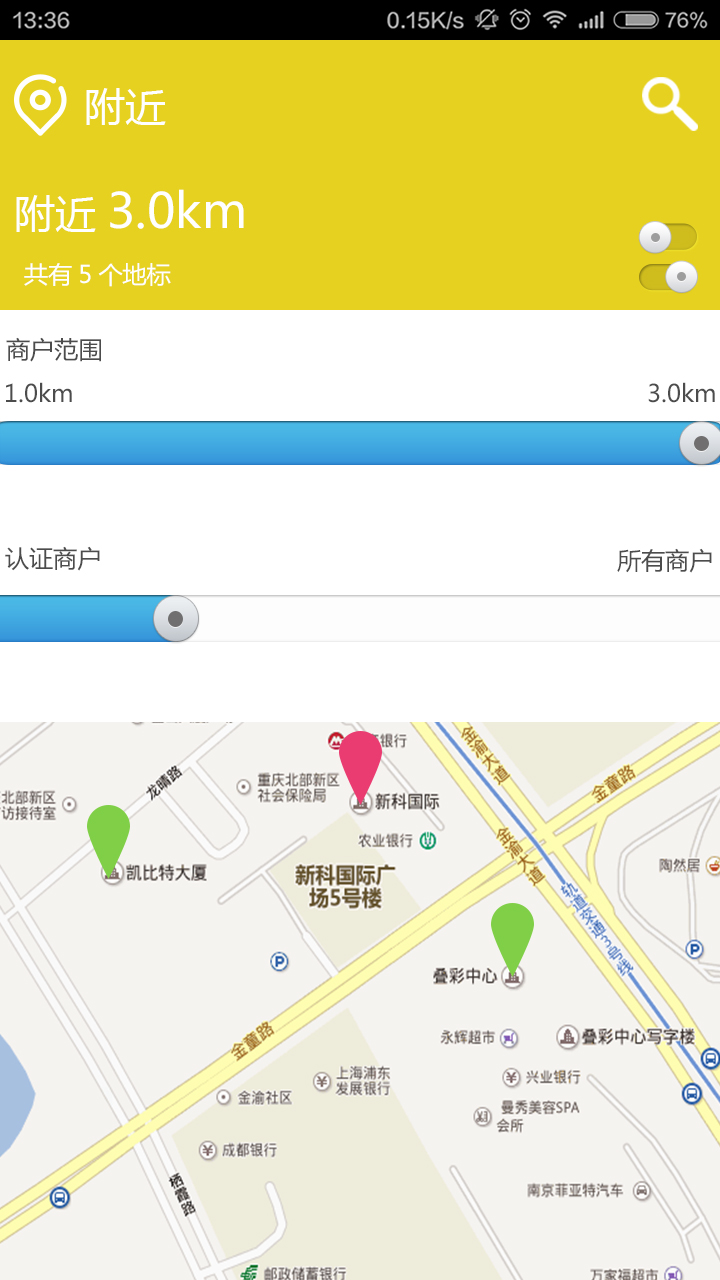 13:36
0.15K/s
76%
附近
附近 3.0km
共有 5 个地标
商户范围
1.0km
3.0km
认证商户
所有商户
银行
金渝大道
龙晴路
重庆北部新区
社会保险局
金童路
北部新区
访接待室
新科国际
农业银行
金渝大道
凯比特大厦
新科国际广
场5号楼
陶然居
轨道交通3号线
P
P
叠彩中心
金童路
永辉超市
叠彩中心写字楼
上海浦东
发展银行
兴业银行
金渝社区
曼秀美容SPA
会所
成都银行
栖霞路
南京菲亚特汽车
邮政储蓄银行
万家福超市